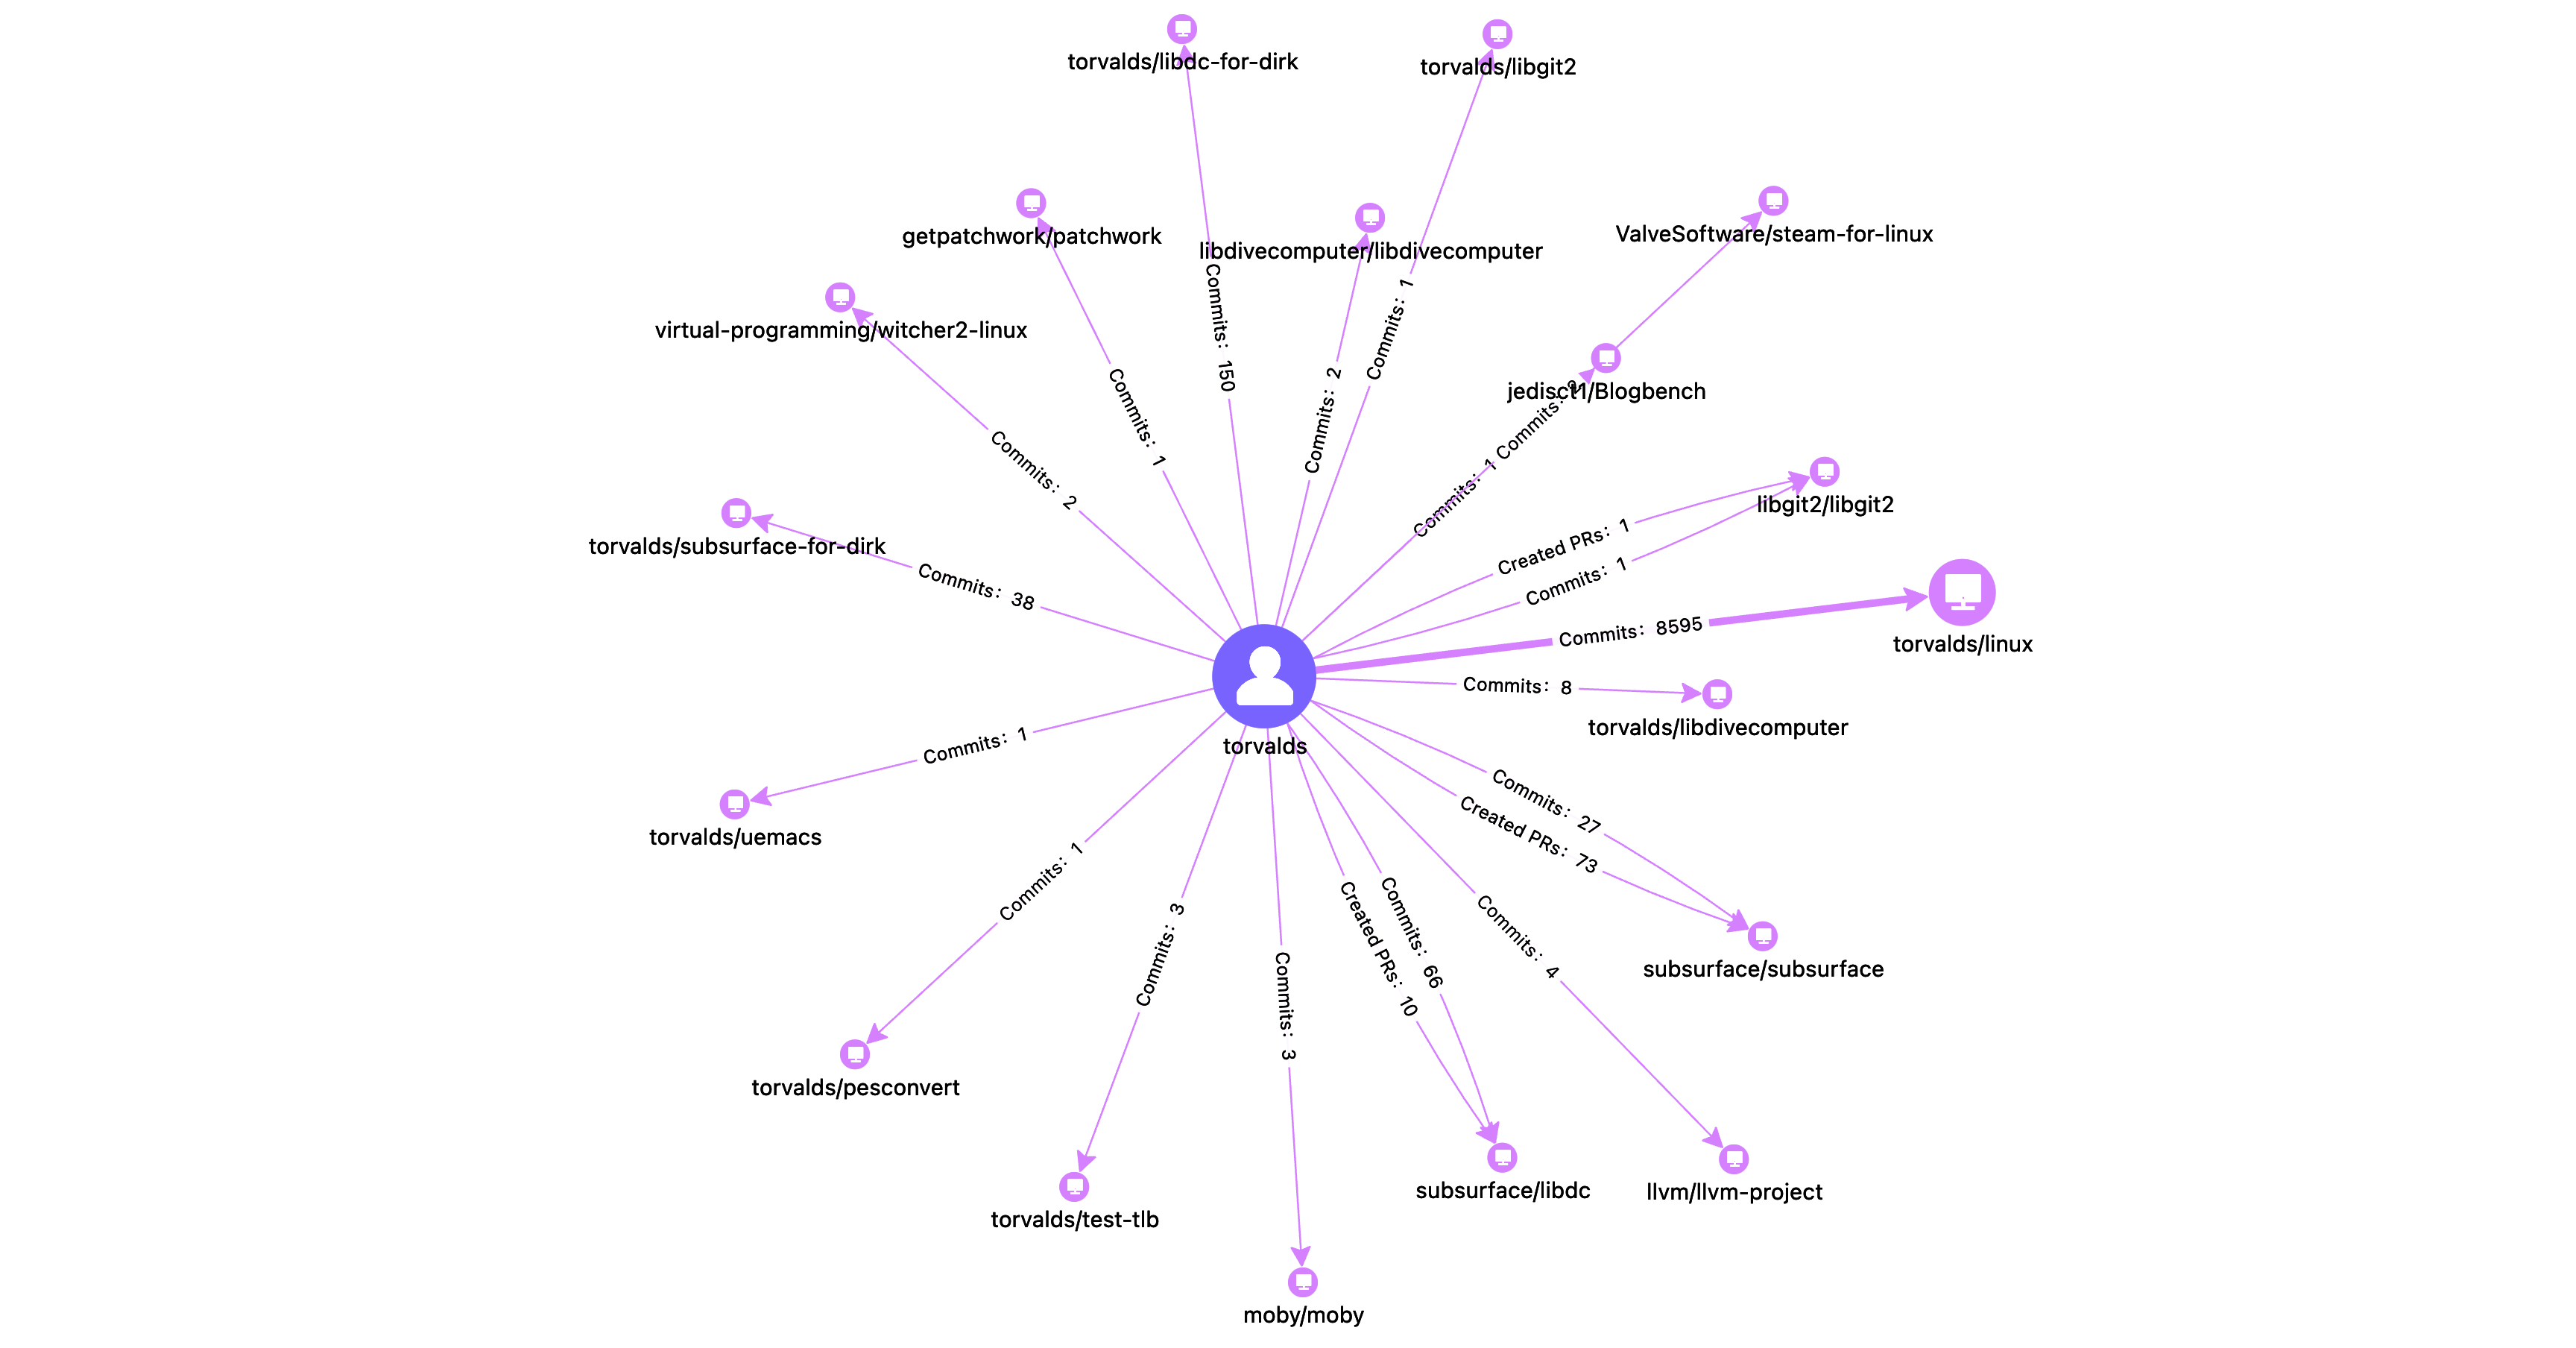 torvalds/libdc-for-dirk
torvalds/libgit2
getpatchwork/patchwork
libdivecomputer/libdivecomputer
ValveSoftware/steam-for-linux
virtual-programming/witcher2-linux
Commits: 150
Commits: 1
Commits: 2
Commits: 1
jedisct1/Blogbench
Commits:
Commits: 1
Commits: 2
libgit2/libgit2
Created PRs: 1
Commits: 1
torvalds/subsurface-for-dirk
Commits: 38
Commits: 8595
torvalds/linux
Commits: 8
torvalds/libdivecomputer
torvalds
Commits: 1
torvalds/uemacs
Commits: 27
Created PRs: 73
Commits: 1
Commits: 3
Commits: 3
Created PRs: 10
Commits: 66
Commits: 4
subsurface/subsurface
torvalds/pesconvert
torvalds/test-tlb
subsurface/libdc
llvm/llvm-project
moby/moby